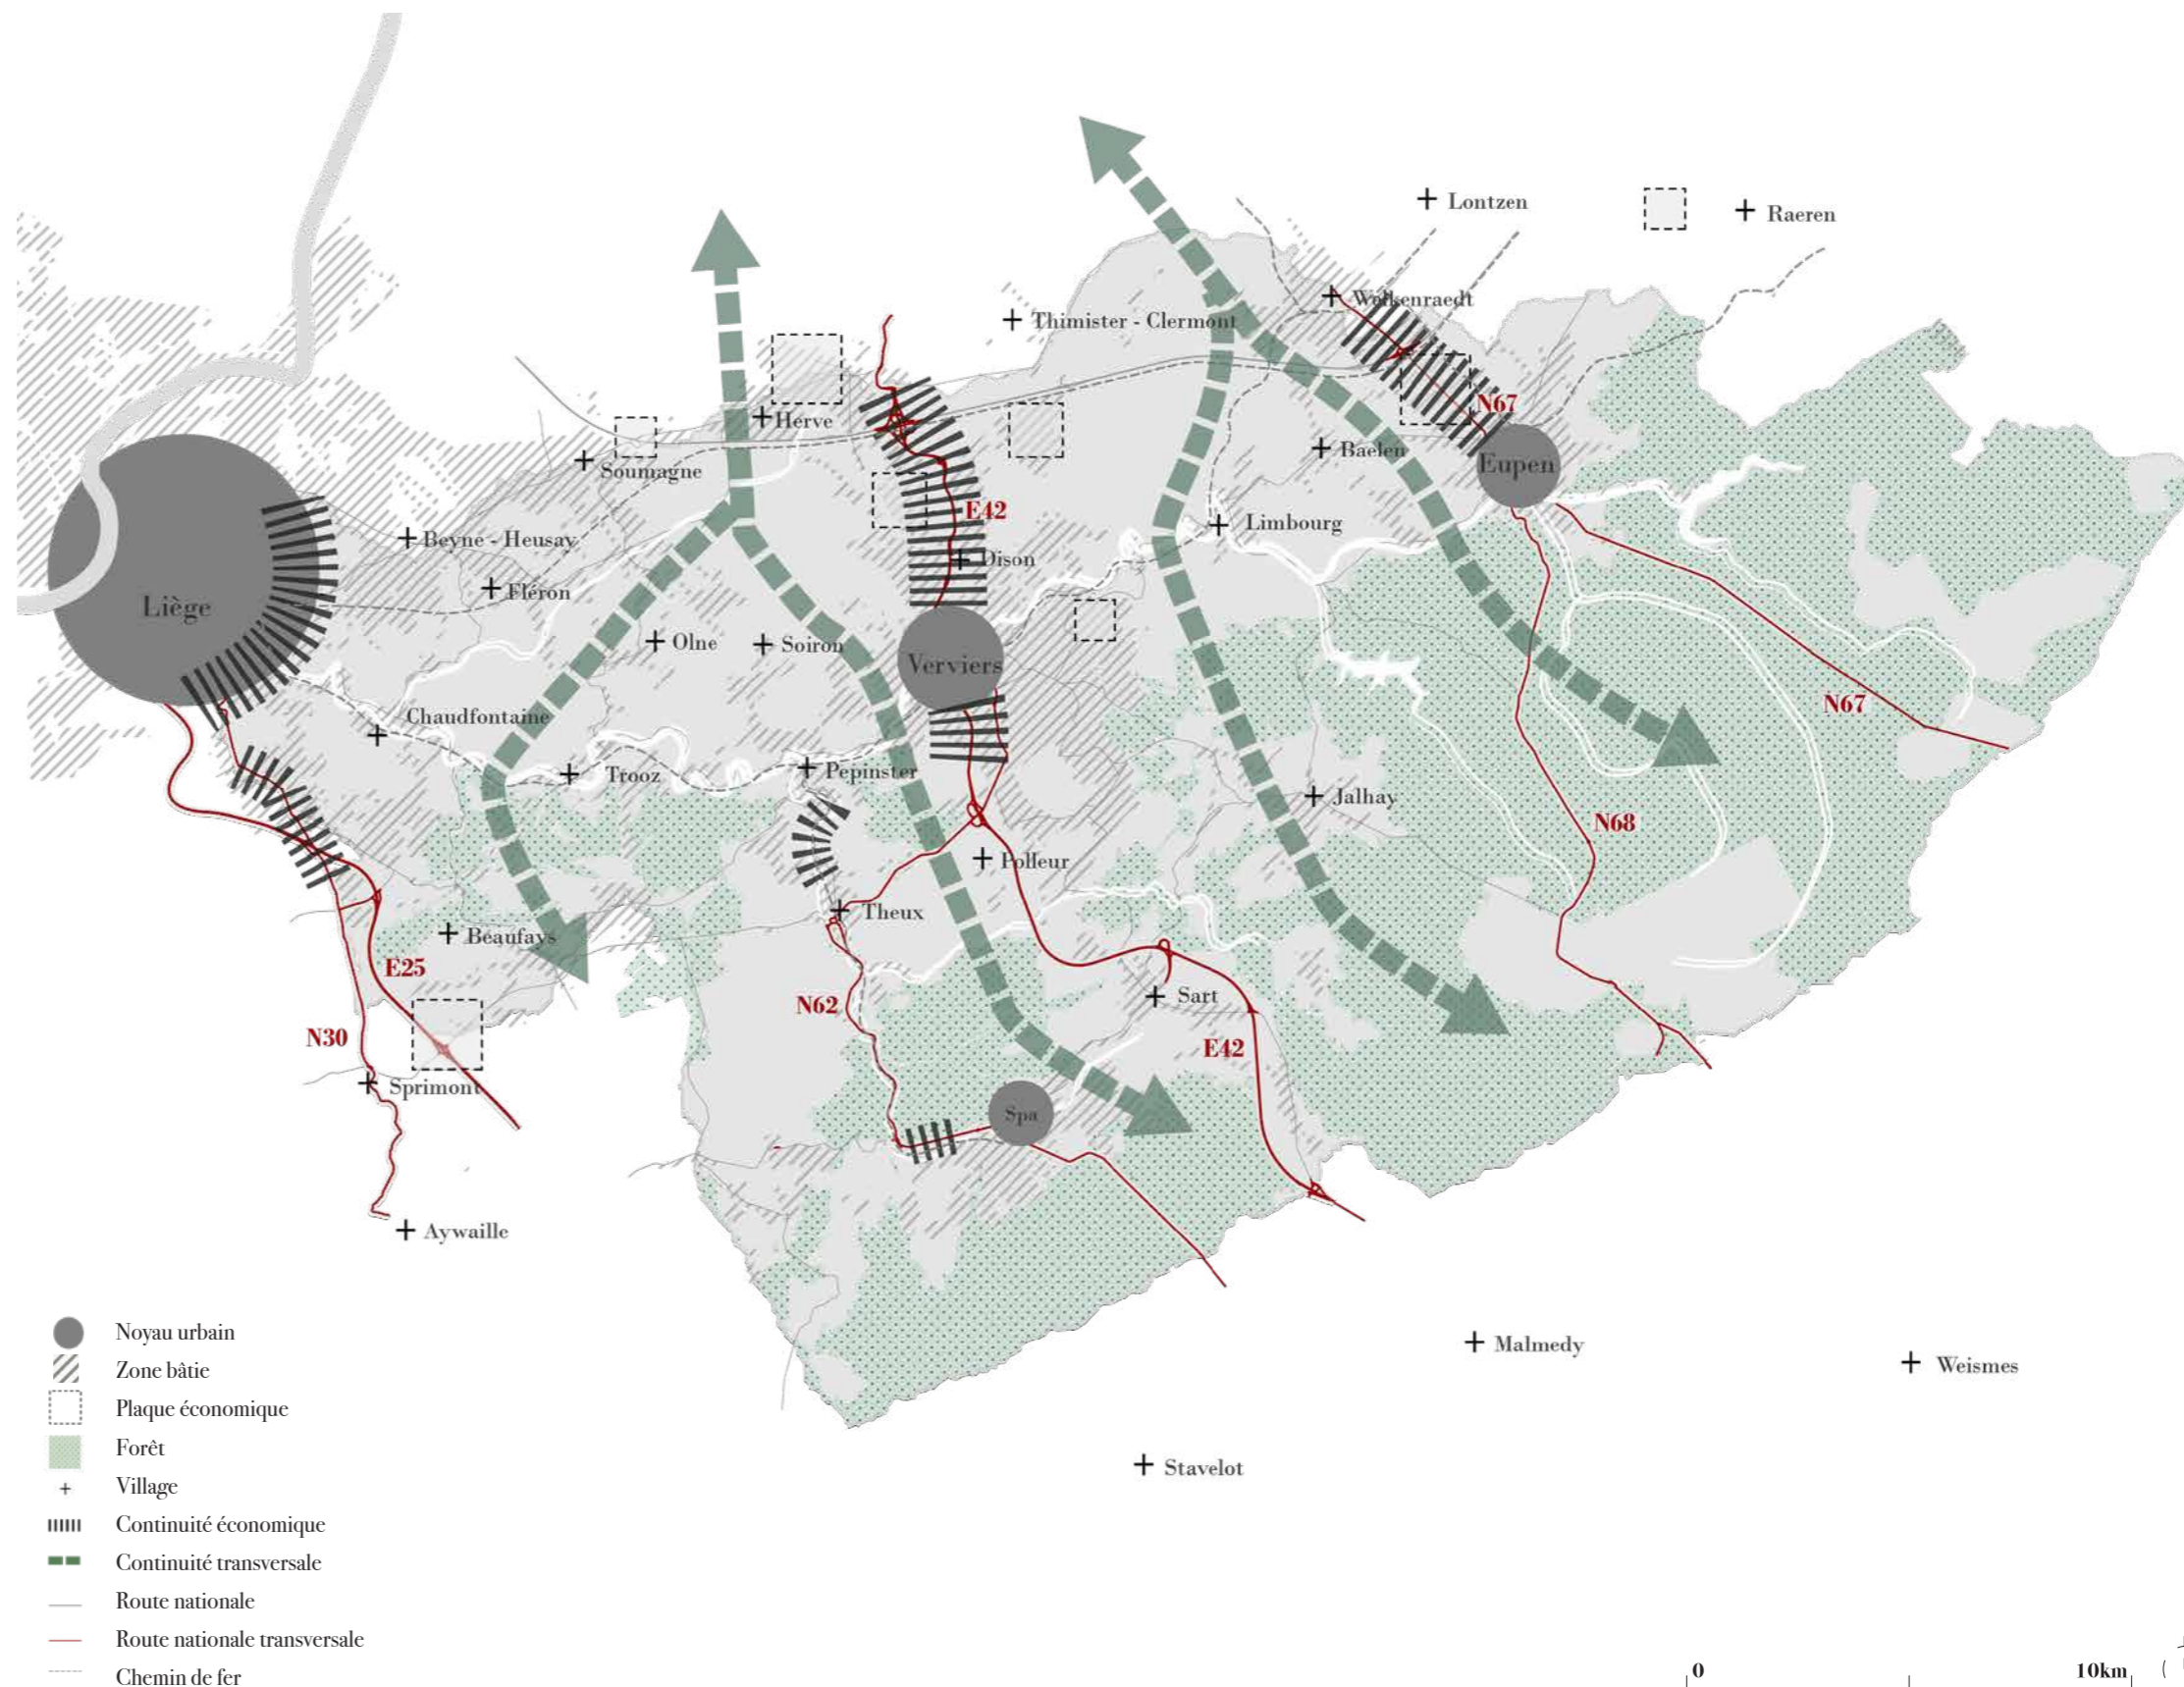 Lontzen
Raeren
Welkenraedt
Thimister - Clermont
N67
Herve
Baelen
Eupen
Soumagne
E42
Limbourg
Beyne - Heusay
Dison
Fléron
Liège
Olne
Soiron
Verviers
N67
Chaudfontaine
Trooz
Pepinster
Jalhay
N68
Polleur
Theux
Beaufays
E25
Sart
N62
N30
E42
Sprimont
Spa
Aywaille
Malmedy
Weismes
Stavelot
Noyau urbain
Zone bâtie
Plaque économique
Forêt
Village
Continuité économique
Continuité transversale
Route nationale
Route nationale transversale
Chemin de fer
0
10km